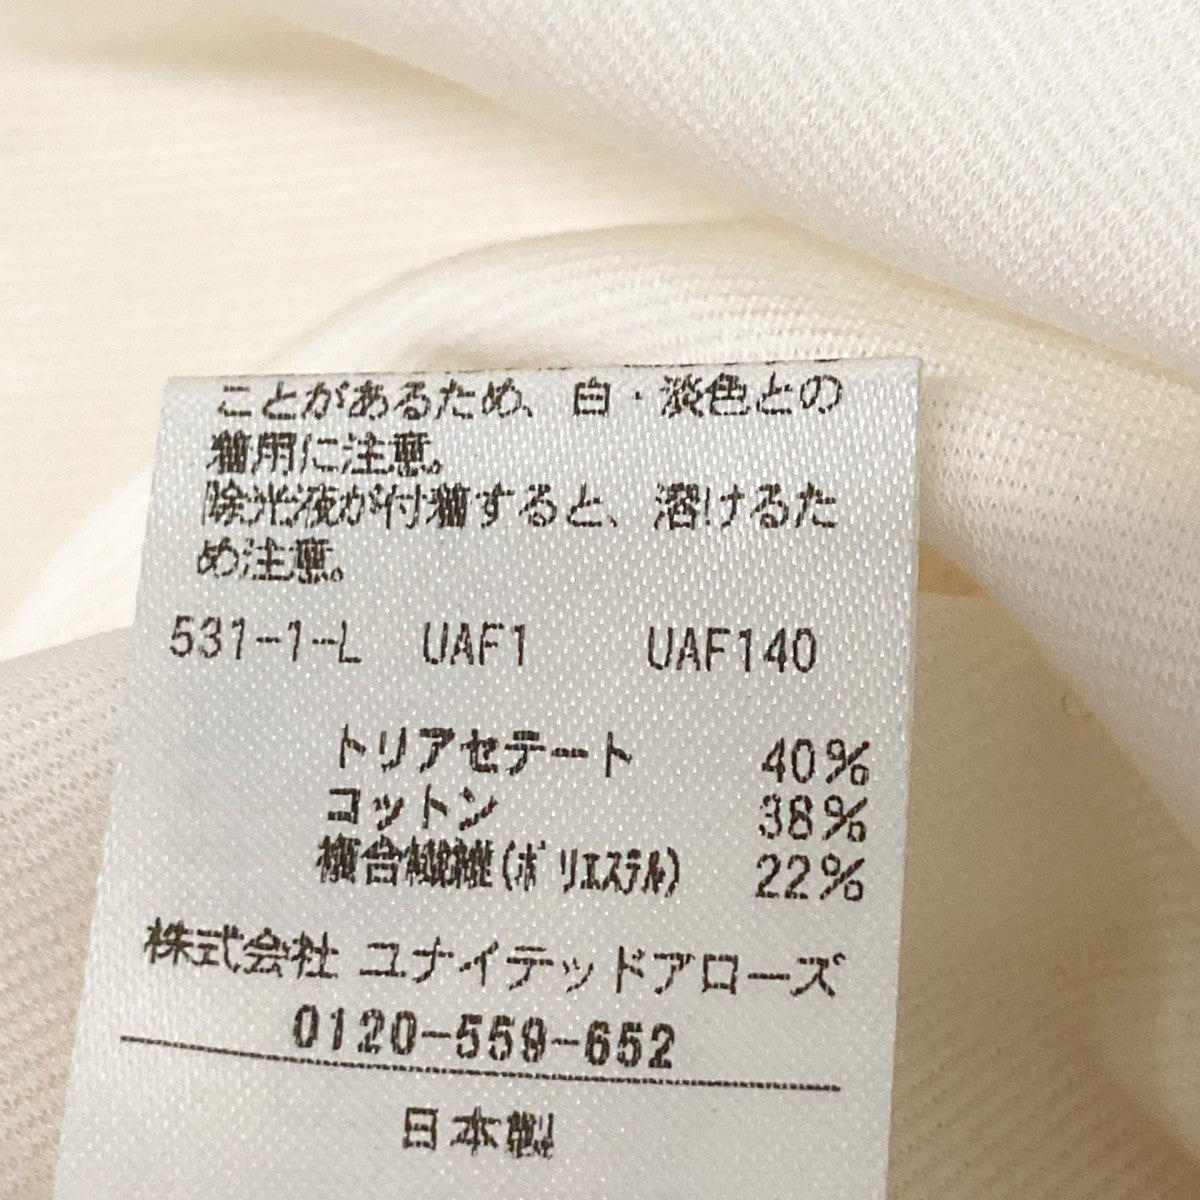 ことがあるため、白・淡色との
着用に注意。
除光液が付着すると、溶けるた
め注意。
531-1-L UAF1 UAF140
トリアセテート 40%
コットン 38%
複合繊維(ポリエステル) 22%
株式会社 ユナイテッドアローズ
0120-559-652
日本製